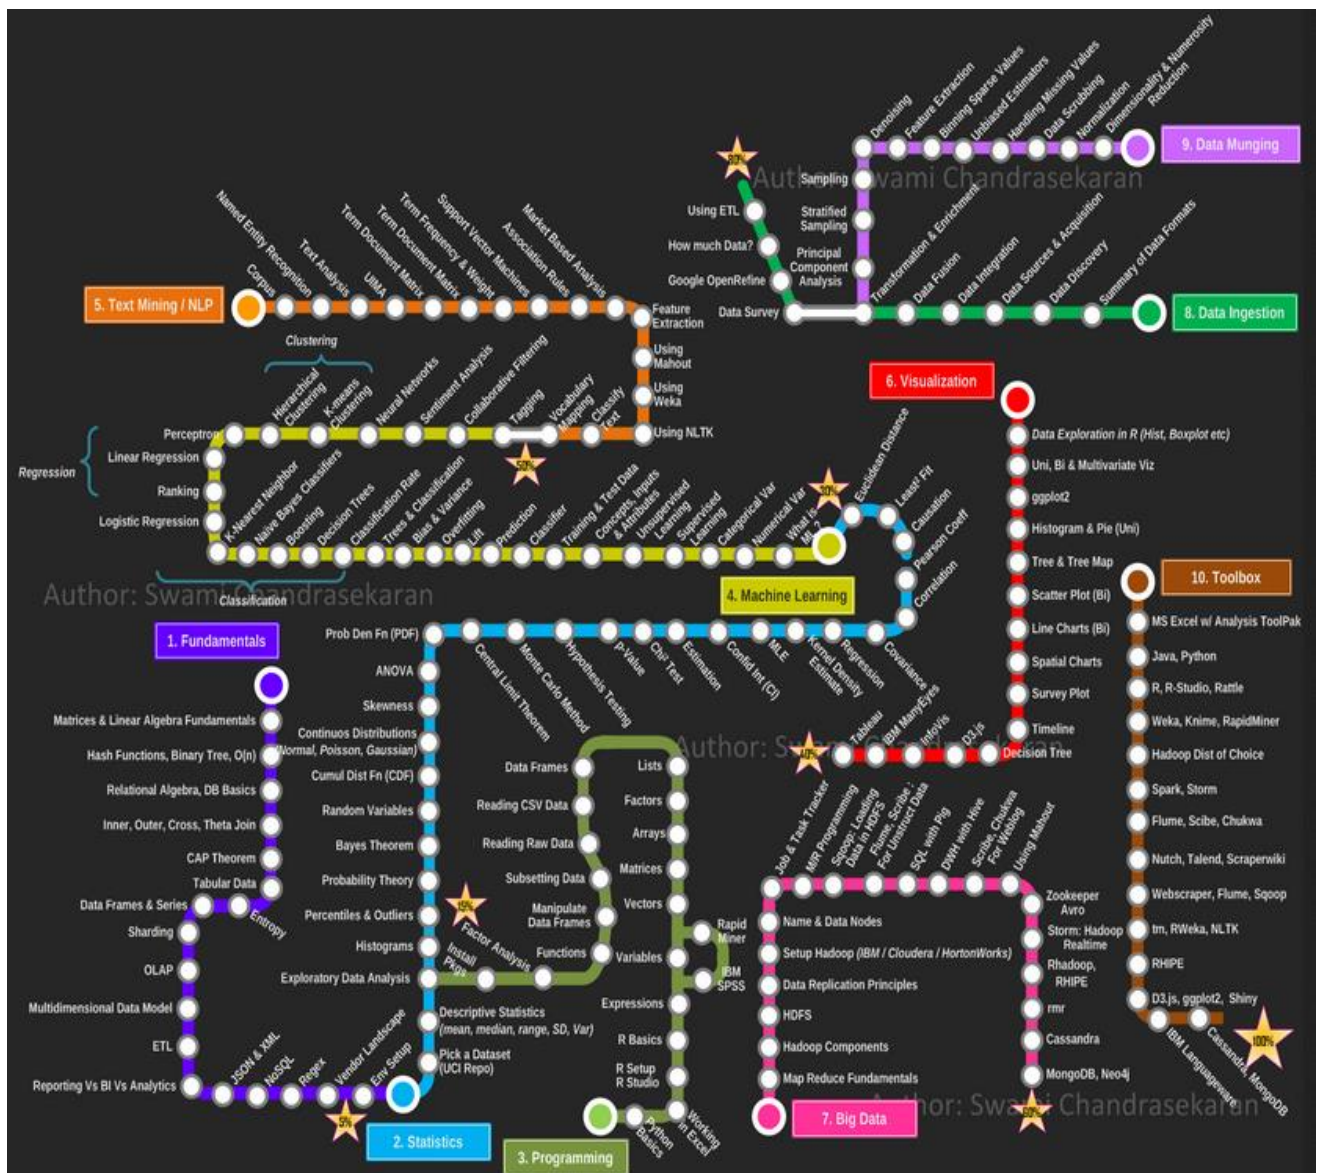 Denoising
Feature Extraction
Binning Sparse Values
Unbiased Estimators
Handling Missing Values
Data Scrubbing
Normalization
Dimensionality & Numerosity
Reduction
9. Data Munging
80%
Author: Swami Chandrasekaran
Sampling
Stratified
Sampling
Principal
Component
Analysis
Using ETL
How much Data?
Google OpenRefine
Data Survey
Transformation & Enrichment
Data Fusion
Data Integration
Data Sources & Acquisition
Data Discovery
Summary of Data Formats
8. Data Ingestion
5. Text Mining / NLP
Corpus
Named Entity Recognition
Text Analysis
UIMA
Term Document Matrix
Term Document Matrix
Term Frequency & Weight
Support Vector Machines
Association Rules
Market Based Analysis
Feature
Extraction
Using
Mahout
Using
Weka
Using NLTK
Classify
Text
Vocabulary
Mapping
Tagging
50%
Collaborative Filtering
Sentiment Analysis
Neural Networks
Clustering
K-means
Clustering
Hierarchical
Clustering
Perceptron
Regression
Linear Regression
Ranking
Logistic Regression
K-Nearest Neighbor
Naive Bayes Classifiers
Boosting
Decision Trees
Classification Rate
Trees & Classification
Bias & Variance
Overfitting
Lift
Prediction
Classifier
Training & Test Data
Concepts, Inputs
& Attributes
Unsupervised
Learning
Supervised
Learning
Categorical Var
Numerical Var
What is
ML?
30%
Classification
Author: Swami Chandrasekaran
4. Machine Learning
Euclidean Distance
Least² Fit
Causation
Pearson Coeff
Correlation
6. Visualization
Data Exploration in R (Hist, Boxplot etc)
Uni, Bi & Multivariate Viz
ggplot2
Histogram & Pie (Uni)
Tree & Tree Map
Scatter Plot (Bi)
Line Charts (Bi)
Spatial Charts
Survey Plot
Timeline
Decision Tree
D3.js
InfoVis
IBM ManyEyes
Tableau
40%
Author: Swami Chandrasekaran
10. Toolbox
MS Excel w/ Analysis ToolPak
Java, Python
R, R-Studio, Rattle
Weka, Knime, RapidMiner
Hadoop Dist of Choice
Spark, Storm
Flume, Scibe, Chukwa
Nutch, Talend, Scraperwiki
Webscraper, Flume, Sqoop
tm, RWeka, NLTK
RHIPE
D3.js, ggplot2, Shiny
IBM Languageware
Cassandra, MongoDB
100%
1. Fundamentals
Matrices & Linear Algebra Fundamentals
Hash Functions, Binary Tree, O(n)
Relational Algebra, DB Basics
Inner, Outer, Cross, Theta Join
CAP Theorem
Tabular Data
Entropy
Data Frames & Series
Sharding
OLAP
Multidimensional Data Model
ETL
Reporting Vs BI Vs Analytics
JSON & XML
NoSQL
Regex
Vendor Landscape
Env Setup
5%
2. Statistics
Pick a Dataset
(UCI Repo)
Descriptive Statistics
(mean, median, range, SD, Var)
Exploratory Data Analysis
Histograms
Percentiles & Outliers
Probability Theory
Bayes Theorem
Random Variables
Cumul Dist Fn (CDF)
Continuos Distributions
(Normal, Poisson, Gaussian)
Skewness
ANOVA
Prob Den Fn (PDF)
Central Limit Theorem
Monte Carlo Method
Hypothesis Testing
p-Value
Chi² Test
Estimation
Confid Int (CI)
MLE
Kernel Density
Estimate
Regression
Covariance
3. Programming
Python
Basics
Working
in Excel
R Setup
R Studio
R Basics
Expressions
Variables
IBM
SPSS
Rapid
Miner
Vectors
Matrices
Arrays
Factors
Lists
Data Frames
Reading CSV Data
Reading Raw Data
Subsetting Data
Manipulate
Data Frames
Functions
Factor Analysis
Install
Pkgs
15%
7. Big Data
Map Reduce Fundamentals
Hadoop Components
HDFS
Data Replication Principles
Setup Hadoop (IBM / Cloudera / HortonWorks)
Name & Data Nodes
Job & Task Tracker
M/R Programming
Sqoop: Loading
Data in HDFS
Flume, Scribe :
For Unstruct Data
SQL with Pig
DWH with Hive
Scribe, Chukwa
For Weblog
Using Mahout
Zookeeper
Avro
Storm: Hadoop
Realtime
Rhadoop,
RHIPE
rmr
Cassandra
MongoDB, Neo4j
60%
Author: Swami Chandrasekaran